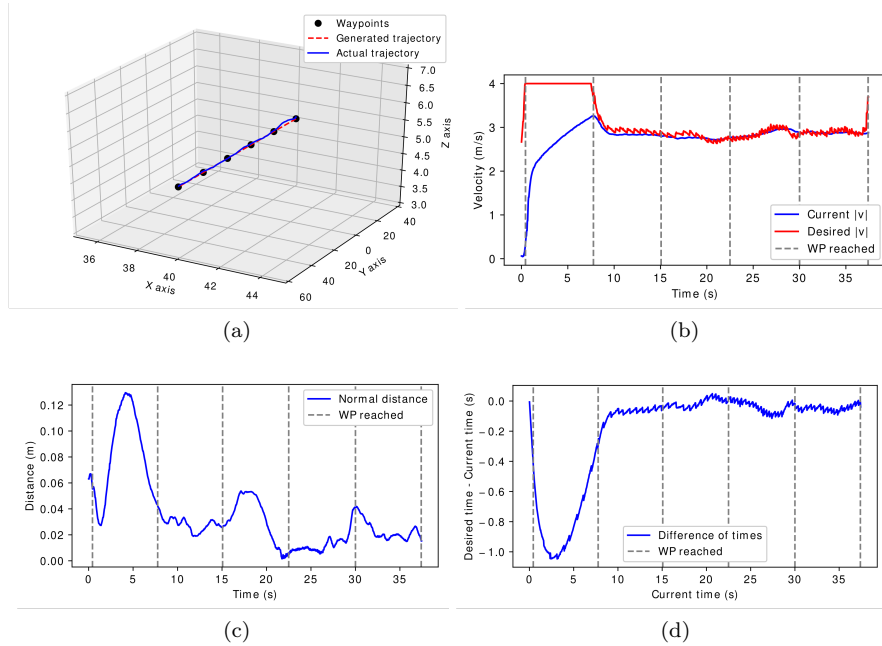 Waypoints
Generated trajectory
Actual trajectory
7.0
6.5
6.0
5.5
5.0
4.5
4.0
3.5
3.0
Z axis
36
38
40
42
44
X axis
60
40
20
0
20
40
Y axis
(a)
4
3
2
1
0
Velocity (m/s)
Current |v|
Desired |v|
WP reached
0 5 10 15 20 25 30 35
Time (s)
(b)
0.12
0.10
0.08
0.06
0.04
0.02
0.00
Distance (m)
Normal distance
WP reached
0 5 10 15 20 25 30 35
Time (s)
(c)
0.0
−0.2
−0.4
−0.6
−0.8
−1.0
Desired time - Current time (s)
Difference of times
WP reached
0 5 10 15 20 25 30 35 40
Current time (s)
(d)